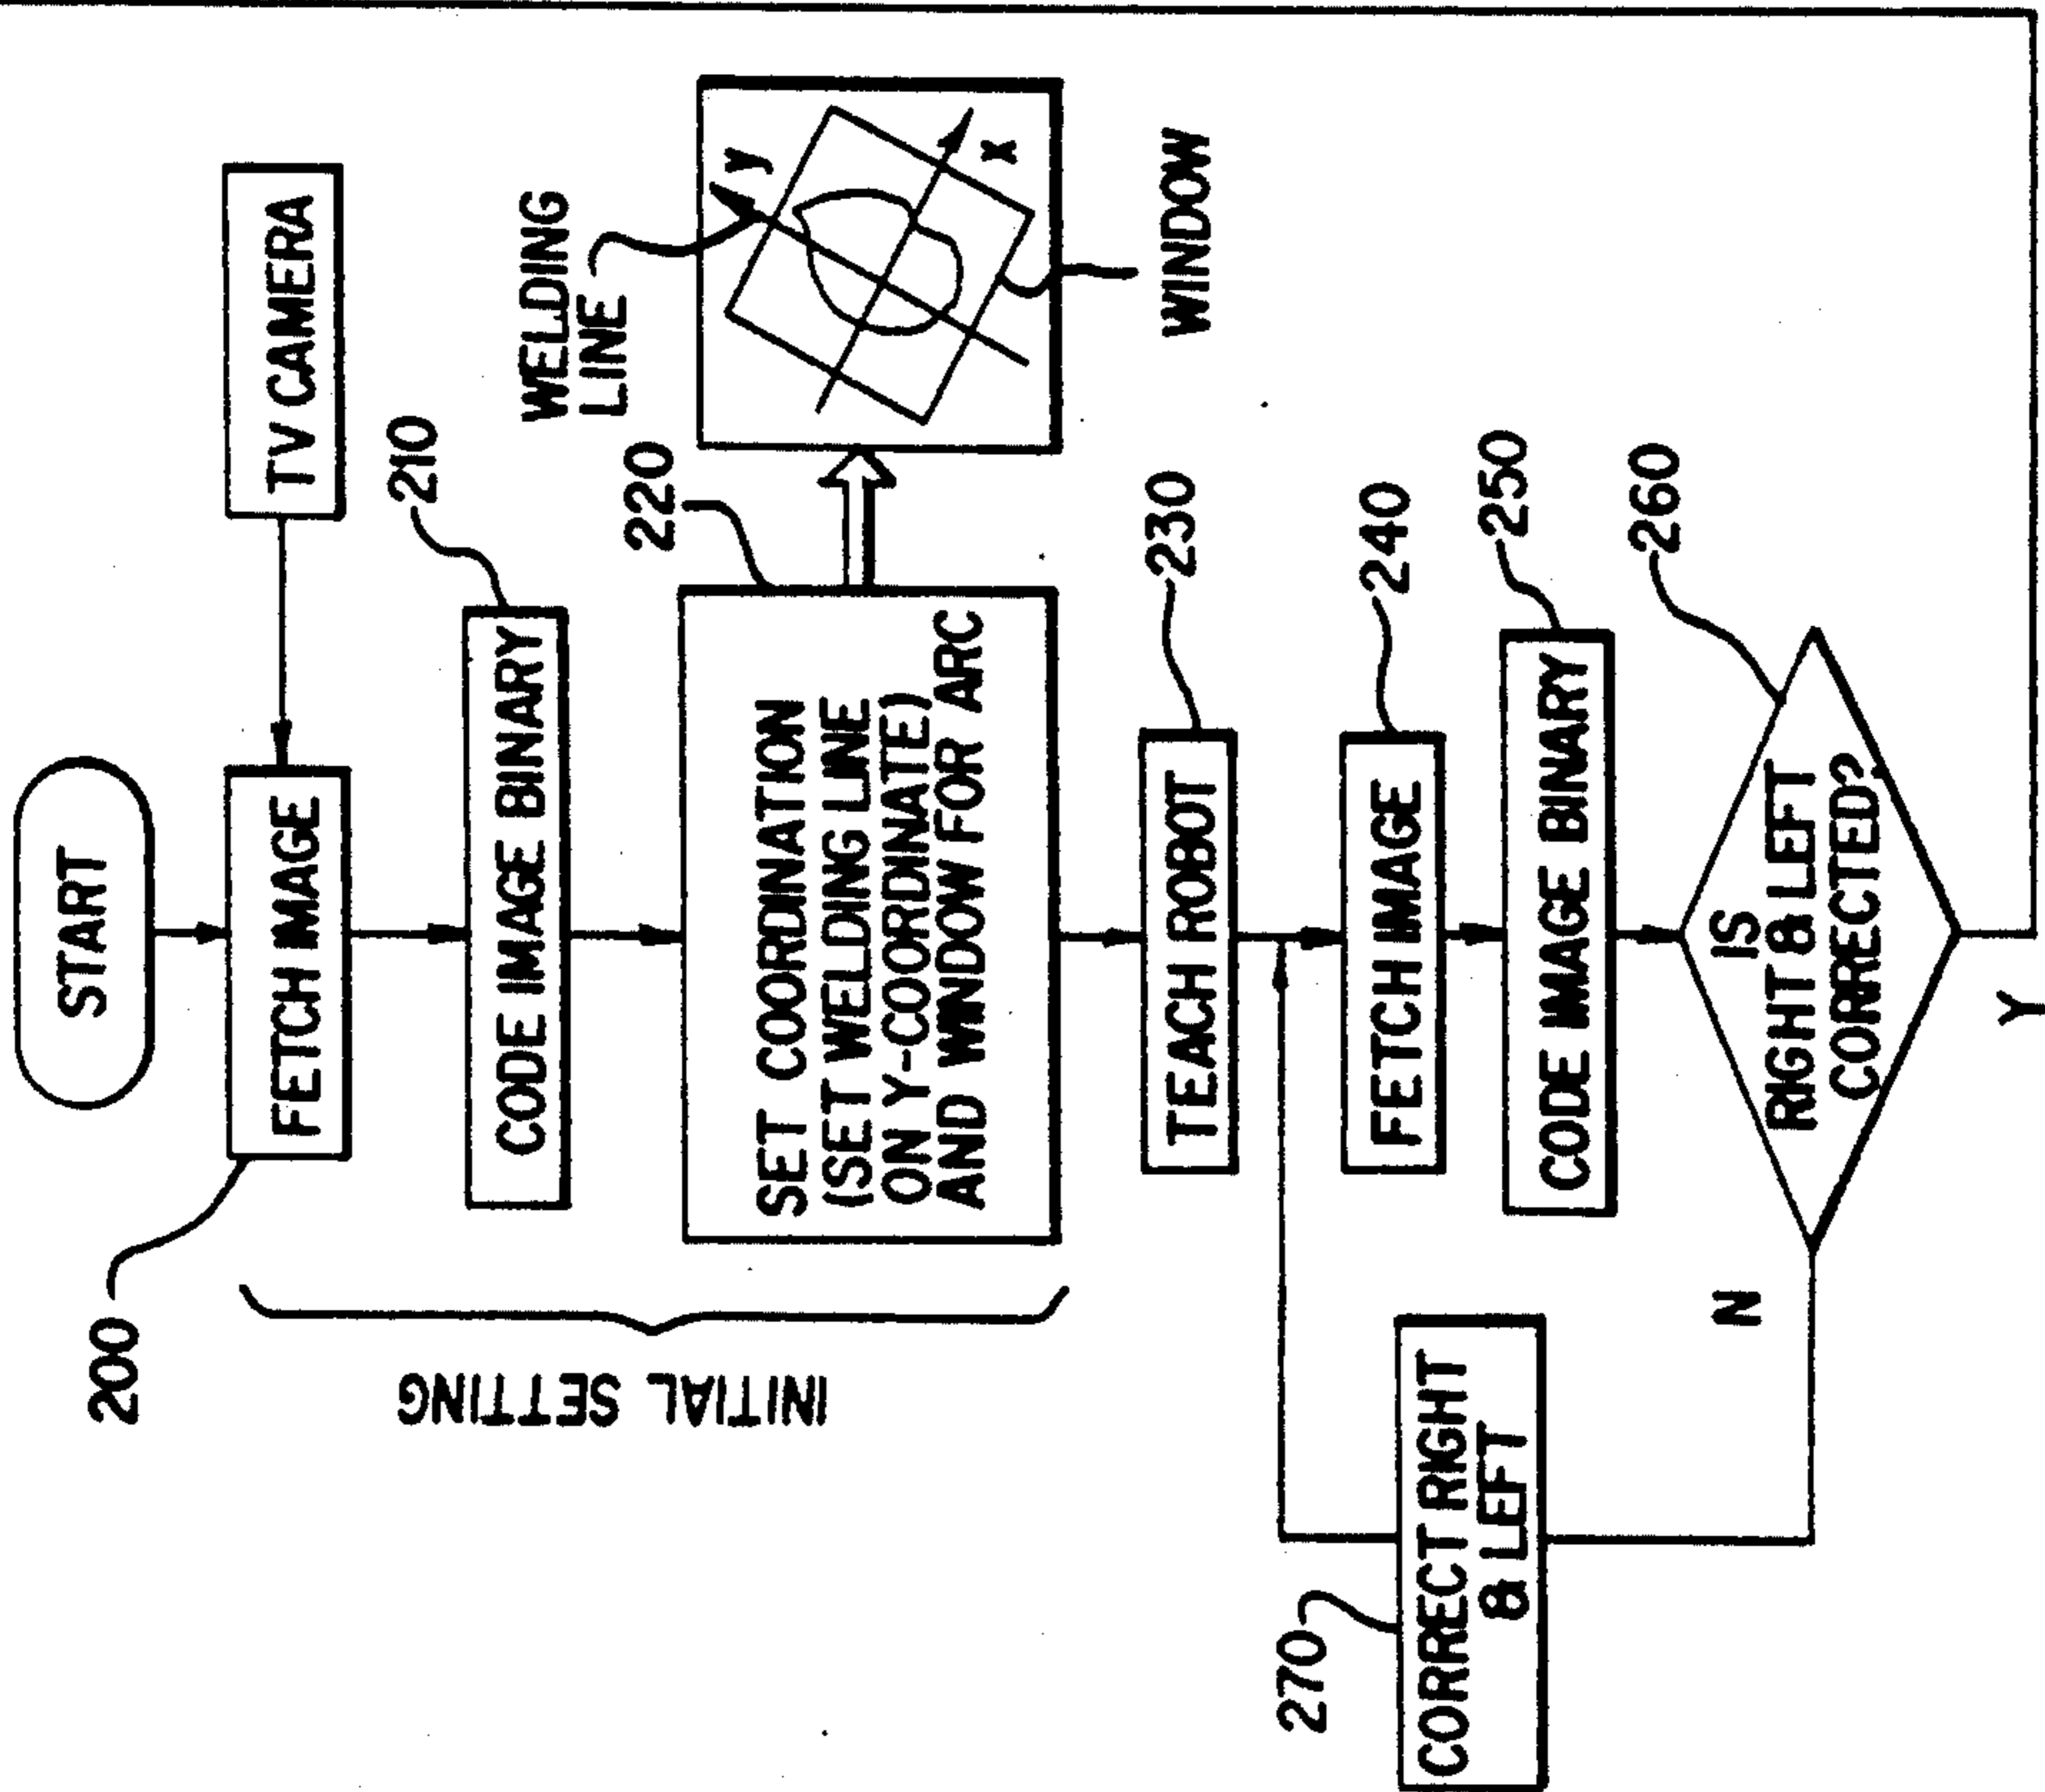 START
200
FETCH IMAGE
TV CAMERA
210
CODE IMAGE BINARY
INITIAL SETTING
220
SET COORDINATION
(SET WELDING LINE
ON Y-COORDINATE)
AND WINDOW FOR ARC
WELDING
LINE
y
x
WINDOW
230
TEACH ROBOT
240
FETCH IMAGE
250
CODE IMAGE BINARY
260
IS
RIGHT & LEFT
CORRECTED?
N
Y
270
CORRECT RIGHT
& LEFT